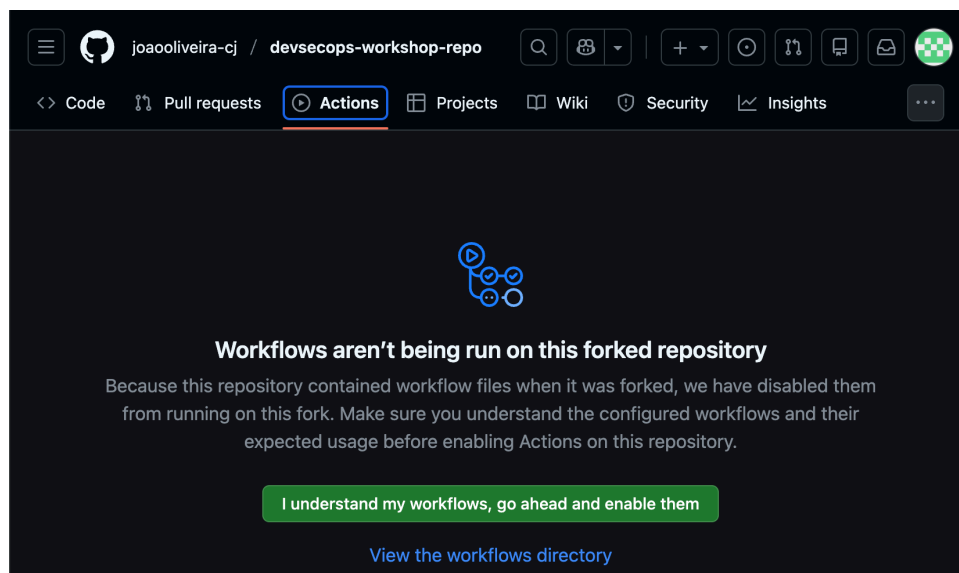 joaooliveira-cj / devsecops-workshop-repo
Code Pull requests Actions Projects Wiki Security Insights
Workflows aren’t being run on this forked repository
Because this repository contained workflow files when it was forked, we have disabled them
from running on this fork. Make sure you understand the configured workflows and their
expected usage before enabling Actions on this repository.
I understand my workflows, go ahead and enable them
View the workflows directory